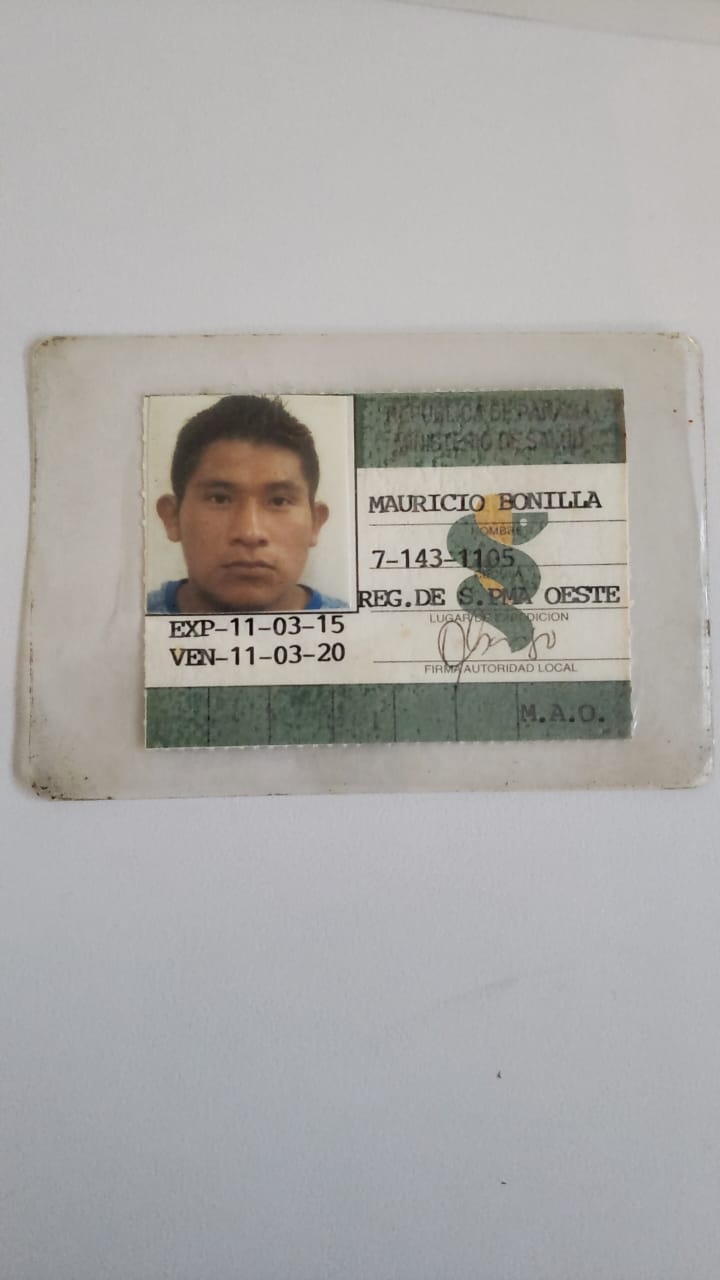 REPUBLICA DE PANAMA
MINISTERIO DE SALUD
MAURICIO BONILLA
NOMBRE
7-143-1105
CEDULA
REG.DE S.PMA OESTE
LUGAR DE EXPEDICION
FIRMA AUTORIDAD LOCAL
EXP-11-03-15
VEN-11-03-20
M.A.O.